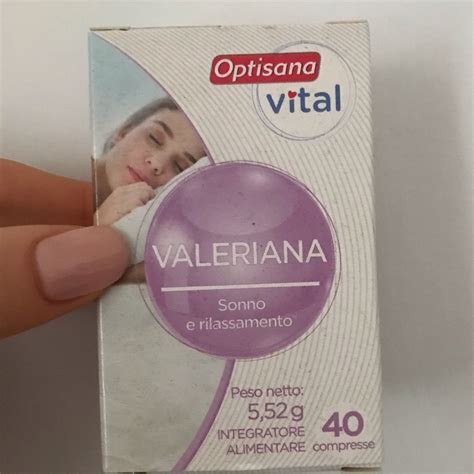 Optisana
vital
VALERIANA
Sonno
e rilassamento
Peso netto:
5,52 g
INTEGRATORE
ALIMENTARE
40
compresse